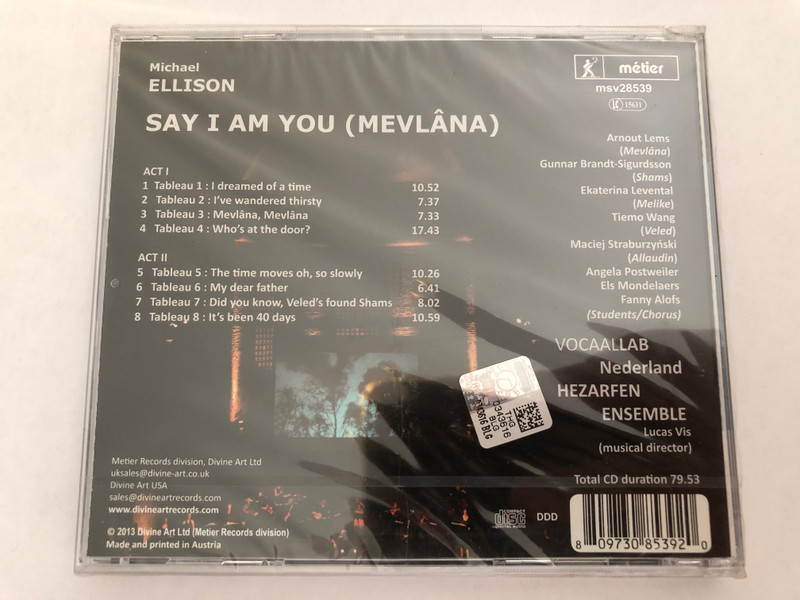 Michael
ELLISON
SAY I AM YOU (MEVLÂNA)
ACT I
1 Tableau 1 : I dreamed of a time 10.52
2 Tableau 2 : I've wandered thirsty 7.37
3 Tableau 3 : Mevlâna, Mevlâna 7.33
4 Tableau 4 : Who's at the door? 17.43
ACT II
5 Tableau 5 : The time moves oh, so slowly 10.26
6 Tableau 6 : My dear father 6.41
7 Tableau 7 : Did you know, Veled's found Shams 8.02
8 Tableau 8 : It's been 40 days 10.59
métier
msv28539
LC 15631
Arnout Lems
(Mevlâna)
Gunnar Brandt-Sigurdsson
(Shams)
Ekaterina Levental
(Melike)
Tiemo Wang
(Veled)
Maciej Straburzyński
(Allaudin)
Angela Postweiler
Els Mondelaers
Fanny Alofs
(Students/Chorus)
VOCAALLAB
Nederland
HEZARFEN
ENSEMBLE
Lucas Vis
(musical director)
THG
0343616
BLG
Total CD duration 79.53
Metier Records division, Divine Art Ltd
uksales@divine-art.co.uk
Divine Art USA
sales@divineartrecords.com
www.divineartrecords.com
© 2013 Divine Art Ltd (Metier Records division)
Made and printed in Austria
COMPACT
disc
DIGITAL AUDIO
DDD
8 09730 85392 0